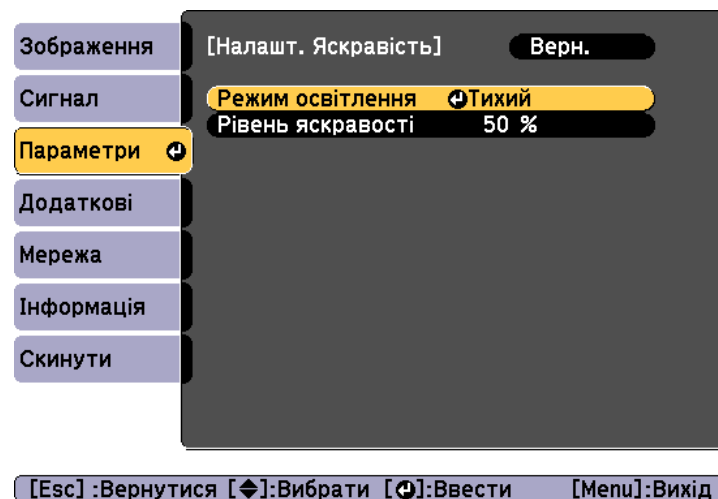 Зображення
Сигнал
Параметри
Додаткові
Мережа
Інформація
Скинути
[Налашт. Яскравість] Верн.
Режим освітлення Тихий
Рівень яскравості 50 %
[Esc] :Вернутися [◆]:Вибрати [↵]:Ввести [Menu]:Вихід